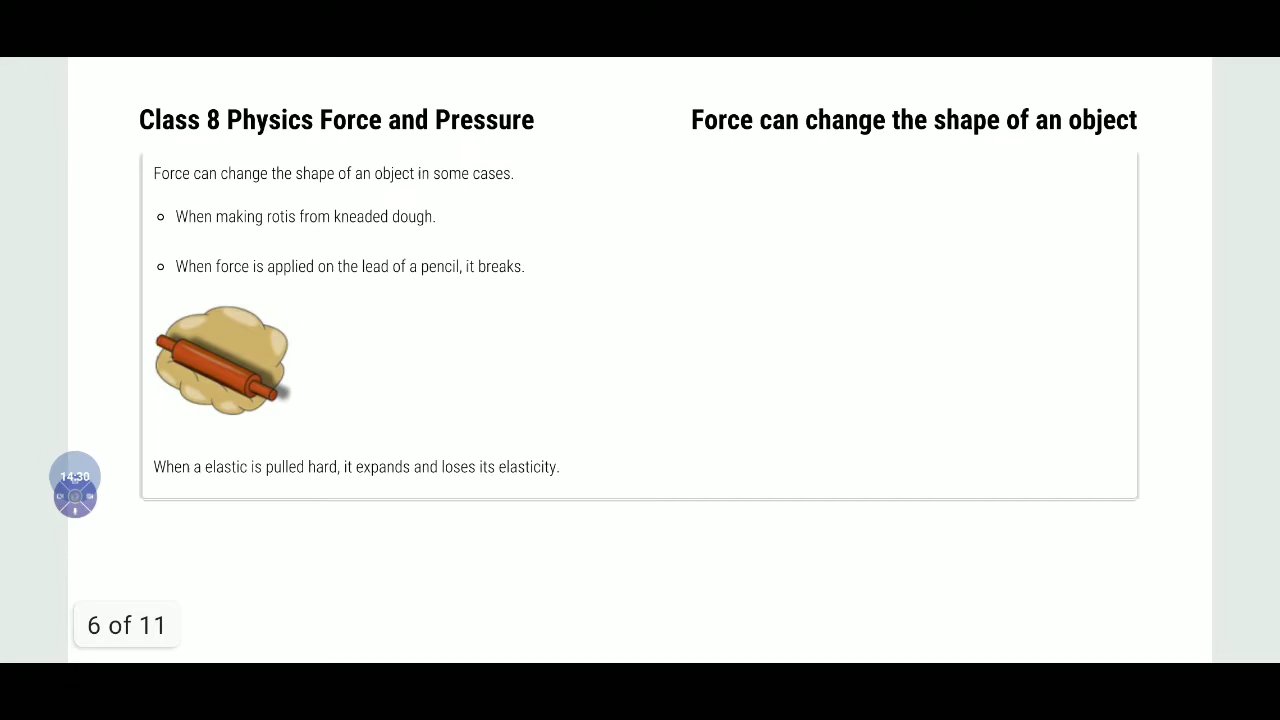 Class 8 Physics Force and Pressure
Force can change the shape of an object
Force can change the shape of an object in some cases.
When making rotis from kneaded dough.
When force is applied on the lead of a pencil, it breaks.
When a elastic is pulled hard, it expands and loses its elasticity.
14:30
6 of 11